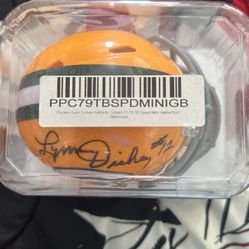 PPC79TBSPDMINIGB
Lynn Dickey #12